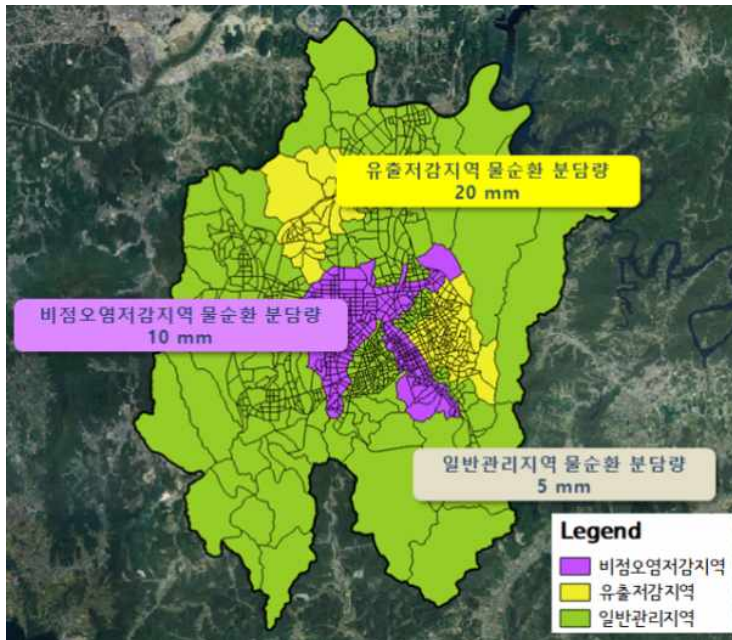 유출저감지역 물순환 분담량
20 mm
비점오염저감지역 물순환 분담량
10 mm
일반관리지역 물순환 분담량
5 mm
Legend
비점오염저감지역
유출저감지역
일반관리지역